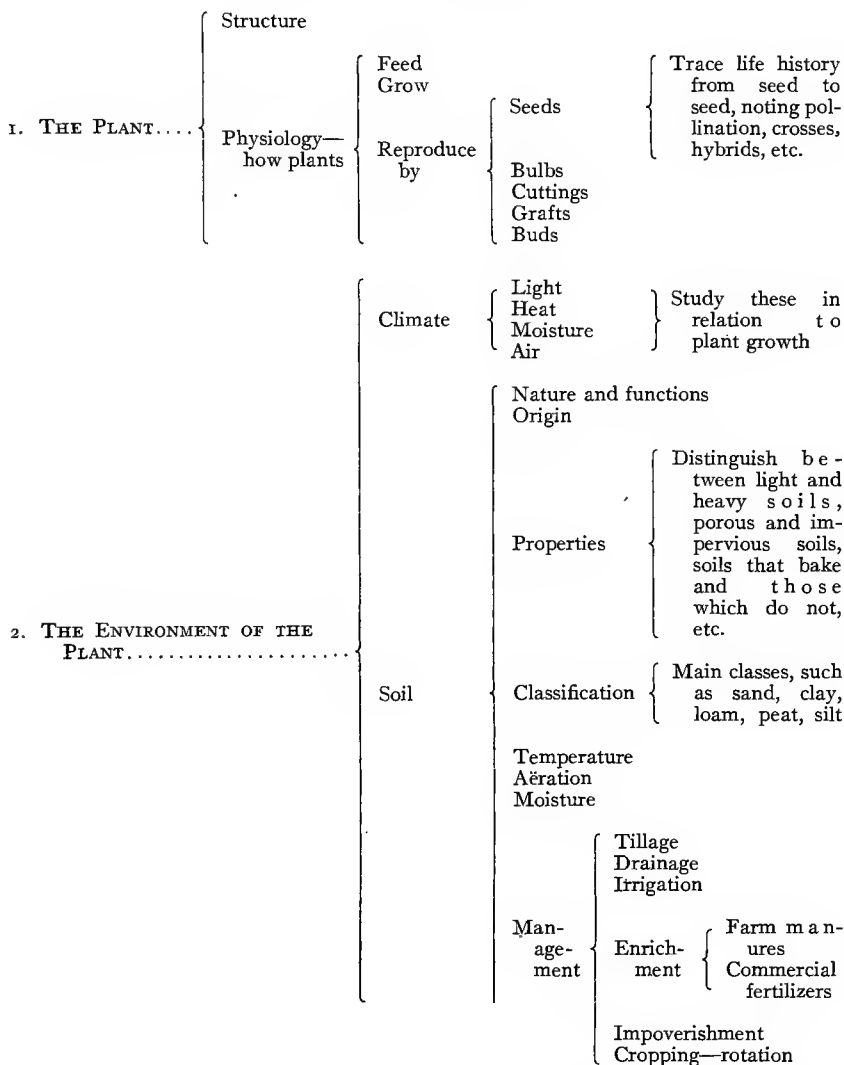 Structure
1. THE PLANT....
Physiology—
how plants
Feed
Grow
Reproduce
by
Seeds
Trace life history
from seed to
seed, noting pol-
lination, crosses,
hybrids, etc.
Bulbs
Cuttings
Grafts
Buds
2. THE ENVIRONMENT OF THE
PLANT......................
Climate
Light
Heat
Moisture
Air
Study these in
relation to
plant growth
Soil
Nature and functions
Origin
Properties
Distinguish be-
tween light and
heavy soils,
porous and im-
pervious soils,
soils that bake
and those
which do not,
etc.
Classification
Main classes, such
as sand, clay,
loam, peat, silt
Temperature
Aëration
Moisture
Man-
age-
ment
Tillage
Drainage
Irrigation
Enrich-
ment
Farm man-
ures
Commercial
fertilizers
Impoverishment
Cropping—rotation